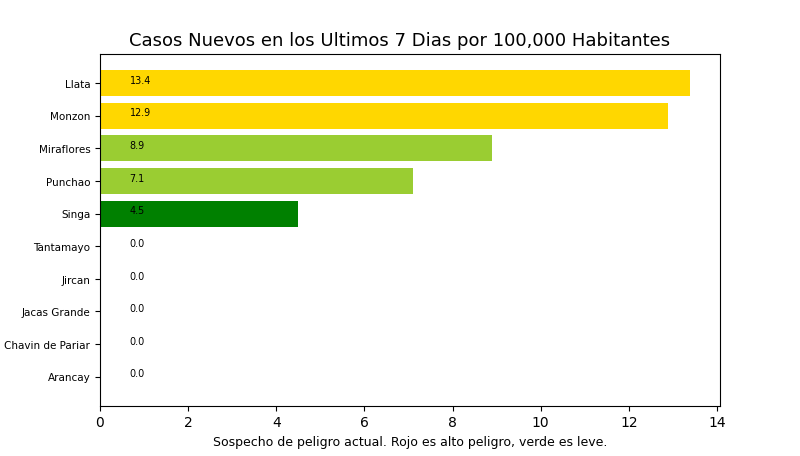 Casos Nuevos en los Ultimos 7 Dias por 100,000 Habitantes
Llata 13.4
Monzon 12.9
Miraflores 8.9
Punchao 7.1
Singa 4.5
Tantamayo 0.0
Jircan 0.0
Jacas Grande 0.0
Chavin de Pariar 0.0
Arancay 0.0
0 2 4 6 8 10 12 14
Sospecho de peligro actual. Rojo es alto peligro, verde es leve.